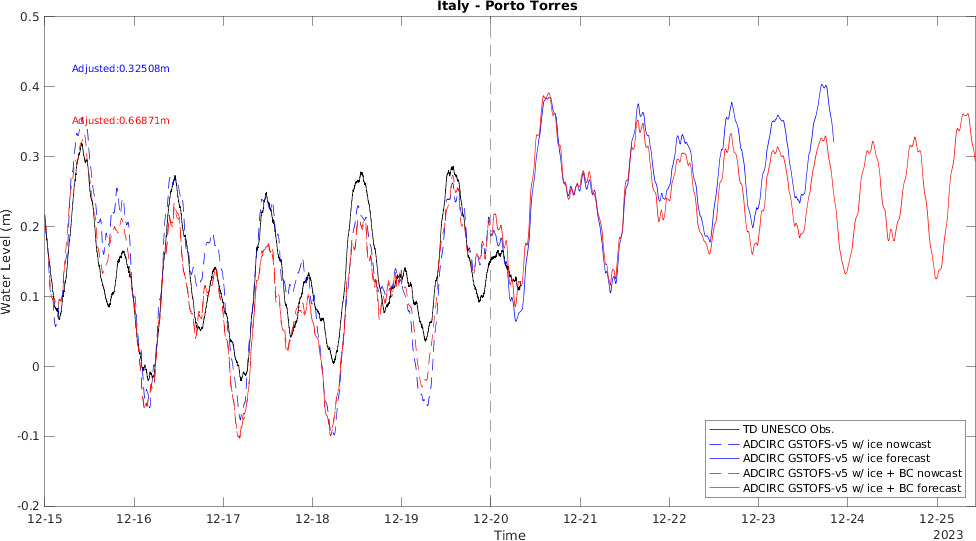 Italy - Porto Torres
Water Level (m)
0.5
0.4
0.3
0.2
0.1
0
-0.1
-0.2
Adjusted:0.32508m
Adjusted:0.66871m
TD UNESCO Obs.
ADCIRC GSTOFS-v5 w/ ice nowcast
ADCIRC GSTOFS-v5 w/ ice forecast
ADCIRC GSTOFS-v5 w/ ice + BC nowcast
ADCIRC GSTOFS-v5 w/ ice + BC forecast
12-15 12-16 12-17 12-18 12-19 12-20 12-21 12-22 12-23 12-24 12-25
Time
2023